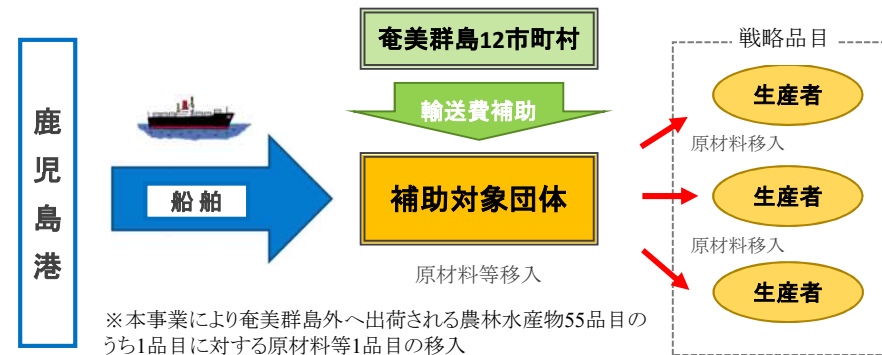 鹿児島港
船舶
奄美群島12市町村
輸送費補助
補助対象団体
原材料等移入
戦略品目
生産者
原材料移入
生産者
原材料移入
生産者
※本事業により奄美群島外へ出荷される農林水産物55品目の
うち1品目に対する原材料等1品目の移入